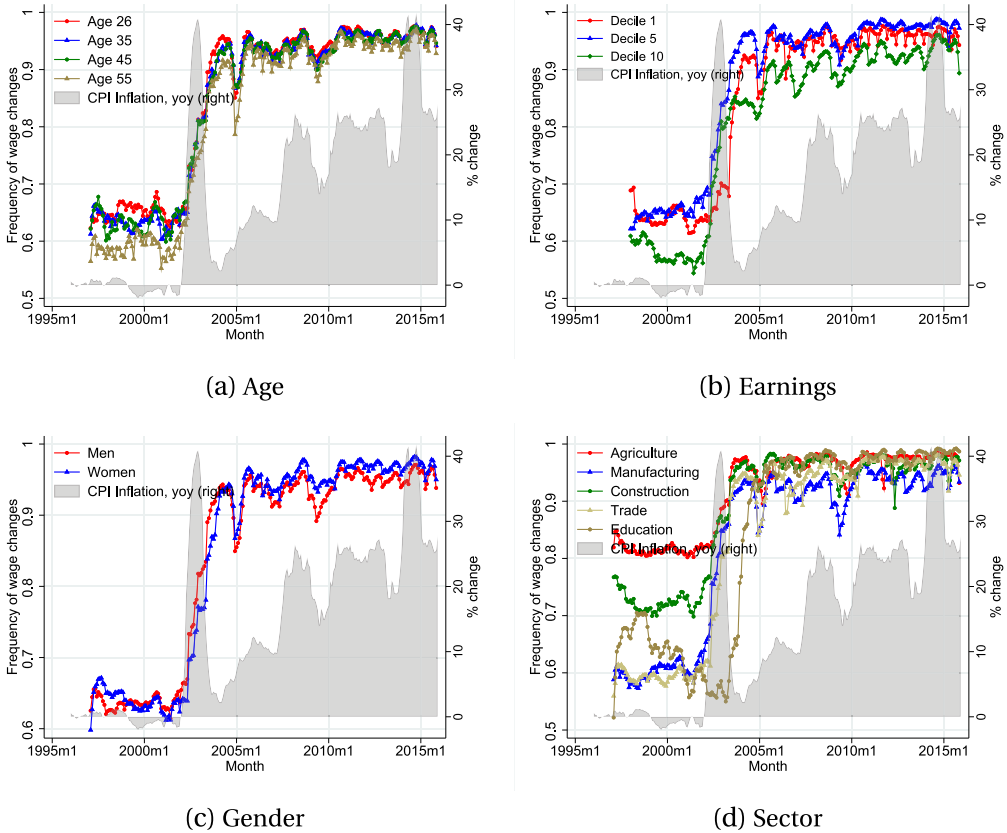 Age 26
Age 35
Age 45
Age 55
CPI Inflation, yoy (right)
Frequency of wage changes
0.5 0.6 0.7 0.8 0.9 1
% change
0 10 20 30 40
1995m1 2000m1 2005m1 2010m1 2015m1
Month
(a) Age
Decile 1
Decile 5
Decile 10
CPI Inflation, yoy (right)
Frequency of wage changes
0.5 0.6 0.7 0.8 0.9 1
% change
0 10 20 30 40
1995m1 2000m1 2005m1 2010m1 2015m1
Month
(b) Earnings
Men
Women
CPI Inflation, yoy (right)
Frequency of wage changes
0.6 0.7 0.8 0.9 1
% change
0 10 20 30 40
1995m1 2000m1 2005m1 2010m1 2015m1
Month
(c) Gender
Agriculture
Manufacturing
Construction
Trade
Education
CPI Inflation, yoy (right)
Frequency of wage changes
0.5 0.6 0.7 0.8 0.9 1
% change
0 10 20 30 40
1995m1 2000m1 2005m1 2010m1 2015m1
Month
(d) Sector